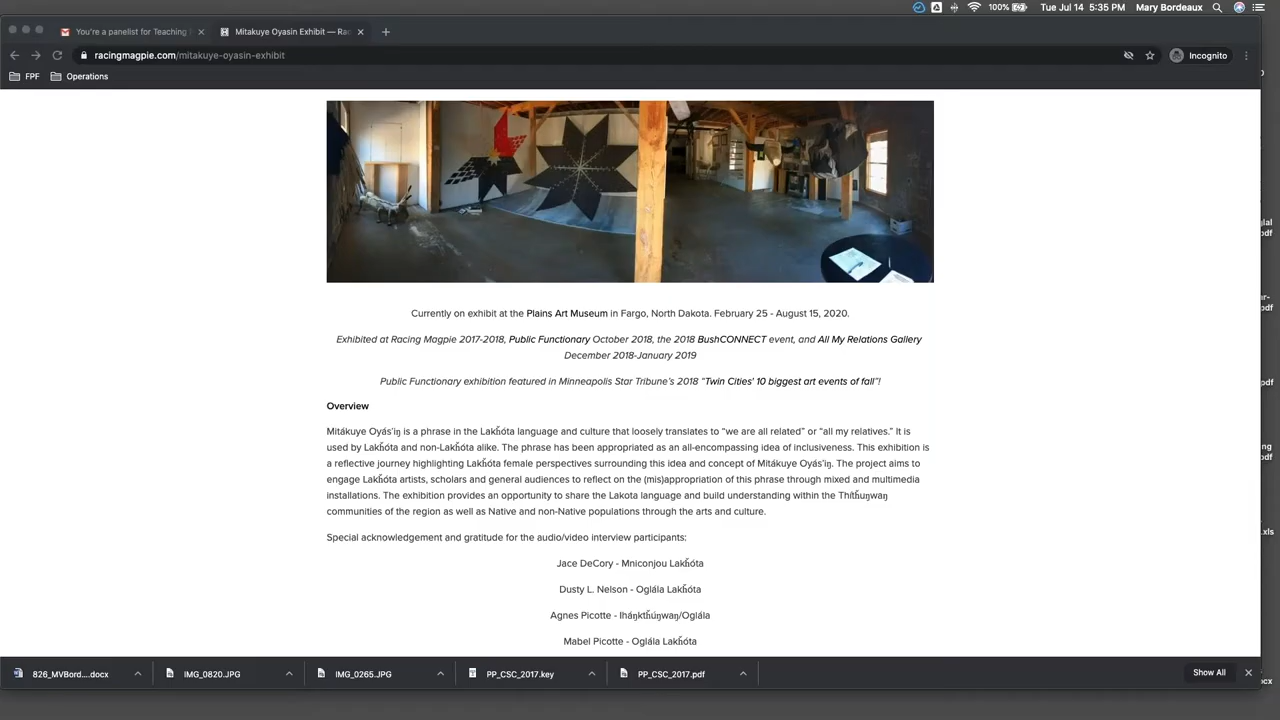 100% Tue Jul 14 5:35 PM Mary Bordeaux
You're a panelist for Teaching
Mitakuye Oyasin Exhibit — Rac
racingmagpie.com/mitakuye-oyasin-exhibit
Incognito
FPF Operations
Currently on exhibit at the Plains Art Museum in Fargo, North Dakota. February 25 - August 15, 2020.
Exhibited at Racing Magpie 2017-2018, Public Functionary October 2018, the 2018 BushCONNECT event, and All My Relations Gallery
December 2018-January 2019
Public Functionary exhibition featured in Minneapolis Star Tribune's 2018 "Twin Cities' 10 biggest art events of fall"!
Overview
Mitákuye Oyás'iŋ is a phrase in the Lakȟóta language and culture that loosely translates to “we are all related” or “all my relatives.” It is
used by Lakȟóta and non-Lakȟóta alike. The phrase has been appropriated as an all-encompassing idea of inclusiveness. This exhibition is
a reflective journey highlighting Lakȟóta female perspectives surrounding this idea and concept of Mitákuye Oyás'iŋ. The project aims to
engage Lakȟóta artists, scholars and general audiences to reflect on the (mis)appropriation of this phrase through mixed and multimedia
installations. The exhibition provides an opportunity to share the Lakota language and build understanding within the Thítȟuŋwaŋ
communities of the region as well as Native and non-Native populations through the arts and culture.
Special acknowledgement and gratitude for the audio/video interview participants:
Jace DeCory - Mniconjou Lakȟóta
Dusty L. Nelson - Oglála Lakȟóta
Agnes Picotte - Iháŋktȟúŋwaŋ/Oglála
Mabel Picotte - Oglála Lakȟóta
826_MVBord....docx IMG_0820.JPG IMG_0265.JPG PP_CSC_2017.key PP_CSC_2017.pdf Show All